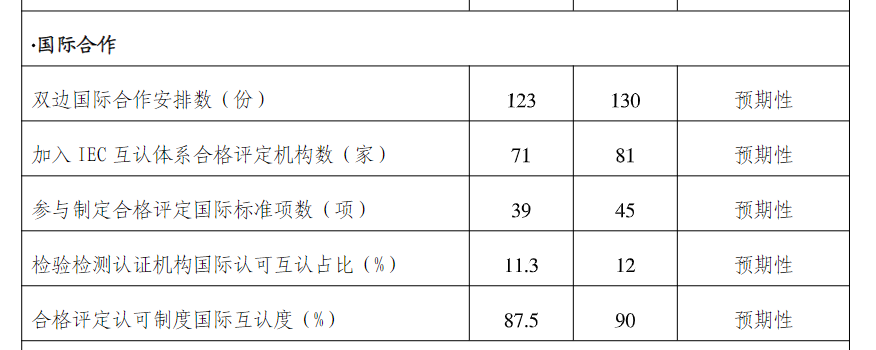 ·国际合作
双边国际合作安排数（份） 123 130 预期性
加入 IEC 互认体系合格评定机构数（家） 71 81 预期性
参与制定合格评定国际标准项数（项） 39 45 预期性
检验检测认证机构国际认可互认占比（%） 11.3 12 预期性
合格评定认可制度国际互认度（%） 87.5 90 预期性